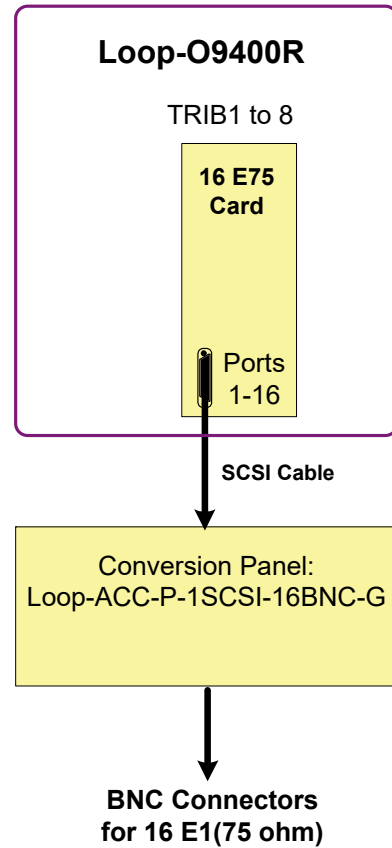 Loop-O9400R
TRIB1 to 8
16 E75
Card
Ports
1-16
SCSI Cable
Conversion Panel:
Loop-ACC-P-1SCSI-16BNC-G
BNC Connectors
for 16 E1(75 ohm)